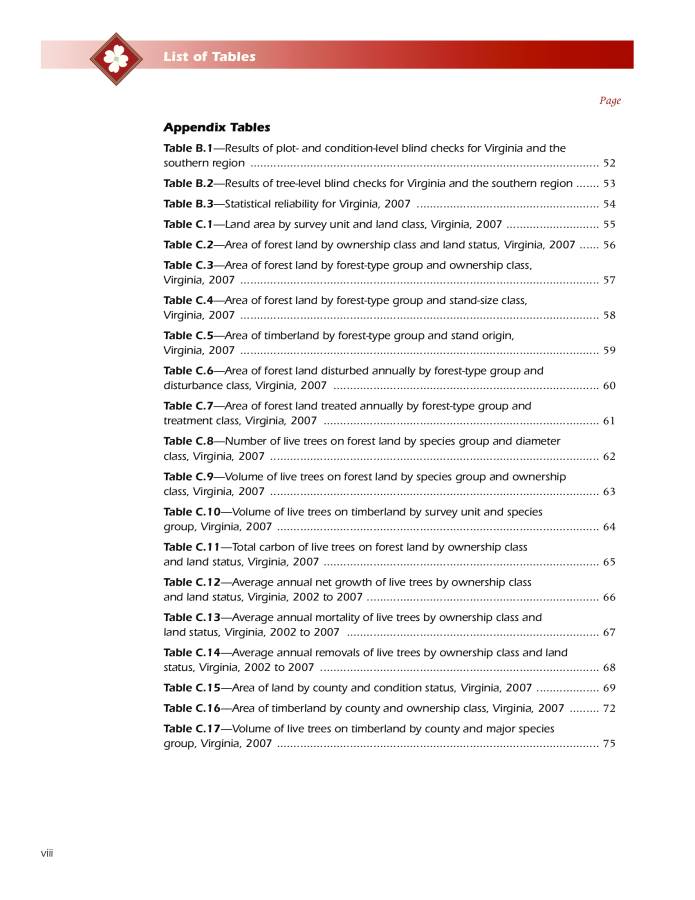 List of Tables
Page
Appendix Tables
Table B.1—Results of plot- and condition-level blind checks for Virginia and the
southern region ........................................................................................................ 52
Table B.2—Results of tree-level blind checks for Virginia and the southern region ....... 53
Table B.3—Statistical reliability for Virginia, 2007 ....................................................... 54
Table C.1—Land area by survey unit and land class, Virginia, 2007 ............................ 55
Table C.2—Area of forest land by ownership class and land status, Virginia, 2007 ...... 56
Table C.3—Area of forest land by forest-type group and ownership class,
Virginia, 2007 ........................................................................................................... 57
Table C.4—Area of forest land by forest-type group and stand-size class,
Virginia, 2007 ........................................................................................................... 58
Table C.5—Area of timberland by forest-type group and stand origin,
Virginia, 2007 ........................................................................................................... 59
Table C.6—Area of forest land disturbed annually by forest-type group and
disturbance class, Virginia, 2007 ................................................................................ 60
Table C.7—Area of forest land treated annually by forest-type group and
treatment class, Virginia, 2007 ................................................................................... 61
Table C.8—Number of live trees on forest land by species group and diameter
class, Virginia, 2007 .................................................................................................. 62
Table C.9—Volume of live trees on forest land by species group and ownership
class, Virginia, 2007 .................................................................................................. 63
Table C.10—Volume of live trees on timberland by survey unit and species
group, Virginia, 2007 ................................................................................................ 64
Table C.11—Total carbon of live trees on forest land by ownership class
and land status, Virginia, 2007 ................................................................................... 65
Table C.12—Average annual net growth of live trees by ownership class
and land status, Virginia, 2002 to 2007 ...................................................................... 66
Table C.13—Average annual mortality of live trees by ownership class and
land status, Virginia, 2002 to 2007 ............................................................................ 67
Table C.14—Average annual removals of live trees by ownership class and land
status, Virginia, 2002 to 2007 .................................................................................... 68
Table C.15—Area of land by county and condition status, Virginia, 2007 ................... 69
Table C.16—Area of timberland by county and ownership class, Virginia, 2007 ......... 72
Table C.17—Volume of live trees on timberland by county and major species
group, Virginia, 2007 ................................................................................................ 75
viii